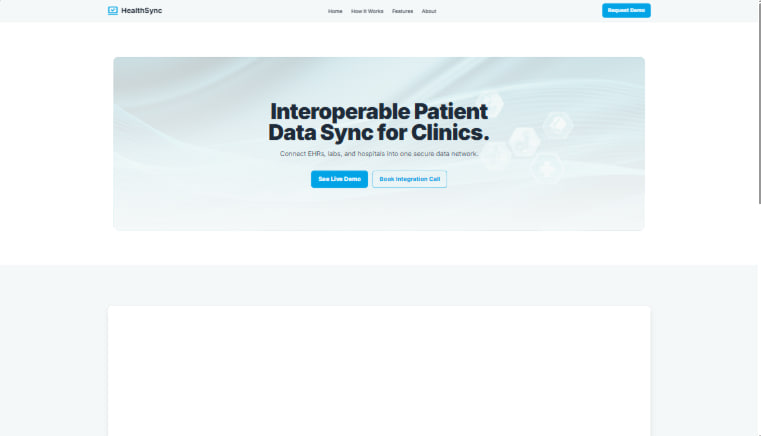 HealthSync
Home How It Works Features About
Request Demo
Interoperable Patient
Data Sync for Clinics.
Connect EHRs, labs, and hospitals into one secure data network.
See Live Demo Book Integration Call